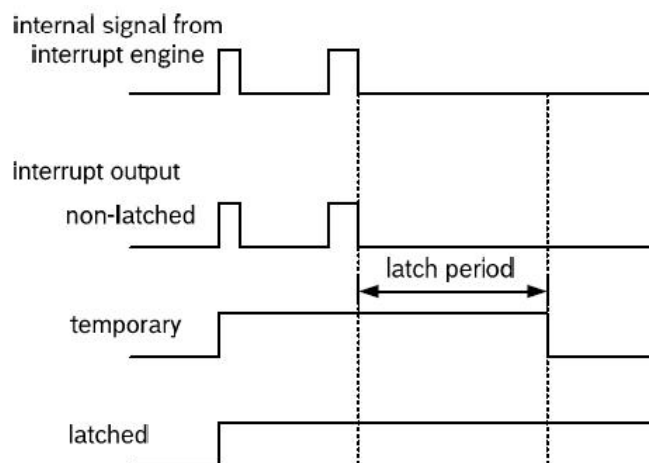 internal signal from
interrupt engine
interrupt output
non-latched
latch period
temporary
latched